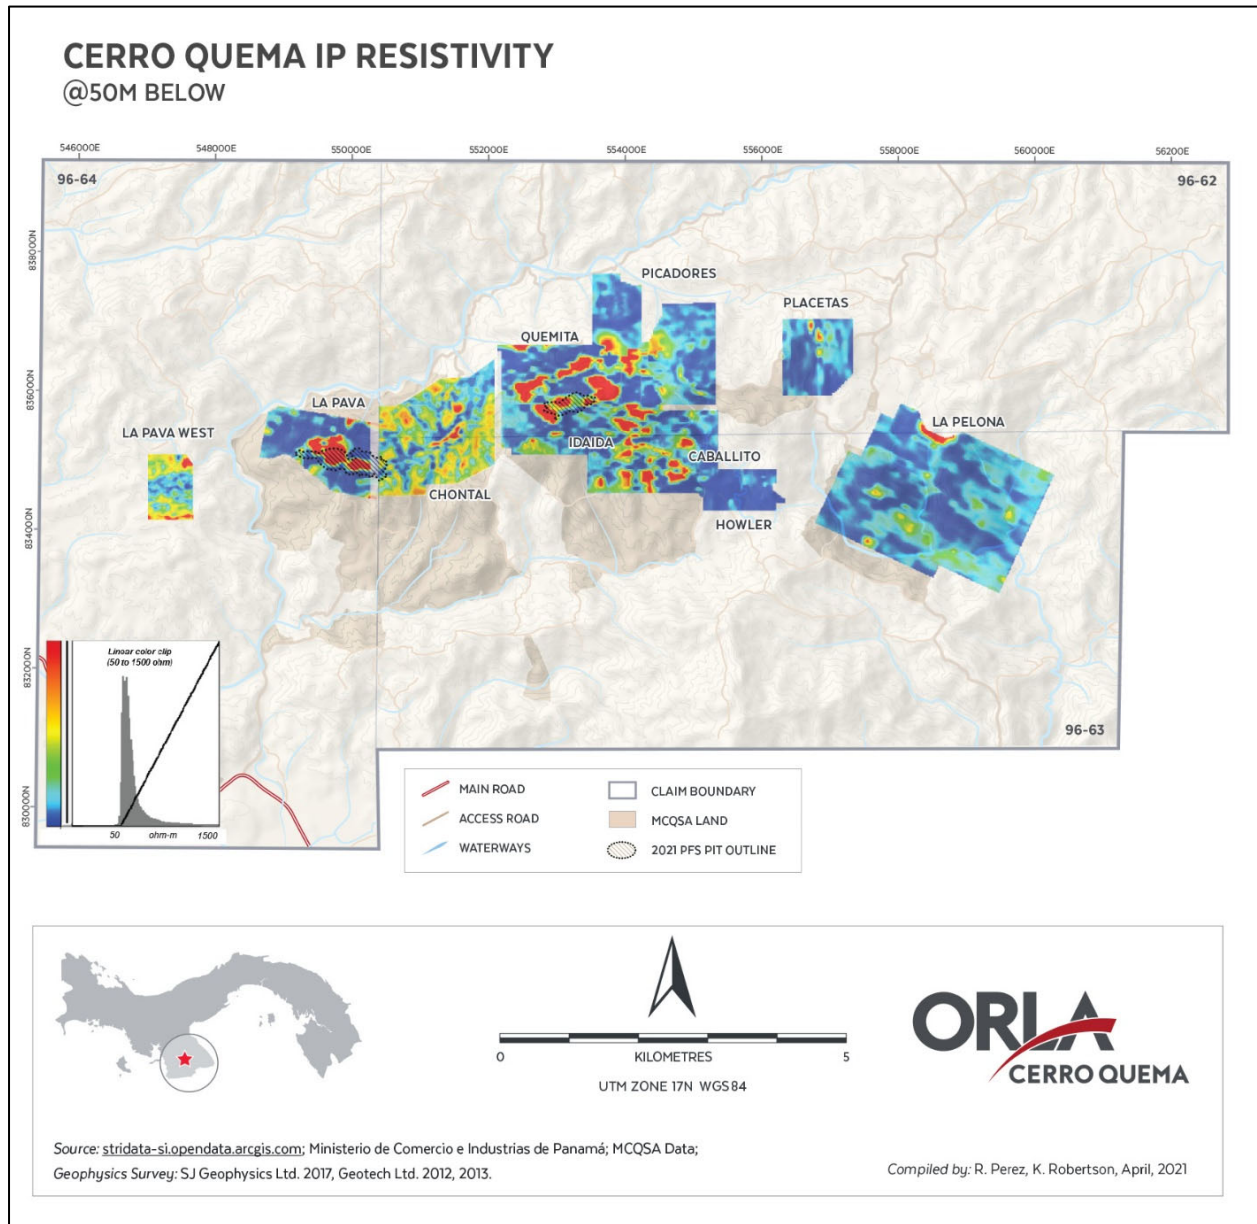 CERRO QUEMA IP RESISTIVITY
@50M BELOW
546000E 548000E 550000E 552000E 554000E 556000E 558000E 560000E 562000E
96-64
96-62
838000N
PICADORES
PLACETAS
QUEMITA
836000N
LA PAVA
LA PELONA
LA PAVA WEST
IDAIDA
CABALLITO
CHONTAL
HOWLER
834000N
832000N
Linear color clip
(50 to 1500 ohm)
96-63
830000N
50 ohm-m 1500
MAIN ROAD
ACCESS ROAD
WATERWAYS
CLAIM BOUNDARY
MCQSA LAND
2021 PFS PIT OUTLINE
0 KILOMETRES 5
UTM ZONE 17N WGS84
ORLA
CERRO QUEMA
Source: stridata-si.opendata.arcgis.com; Ministerio de Comercio e Industrias de Panamá; MCQSA Data;
Geophysics Survey: SJ Geophysics Ltd. 2017, Geotech Ltd. 2012, 2013.
Compiled by: R. Perez, K. Robertson, April, 2021